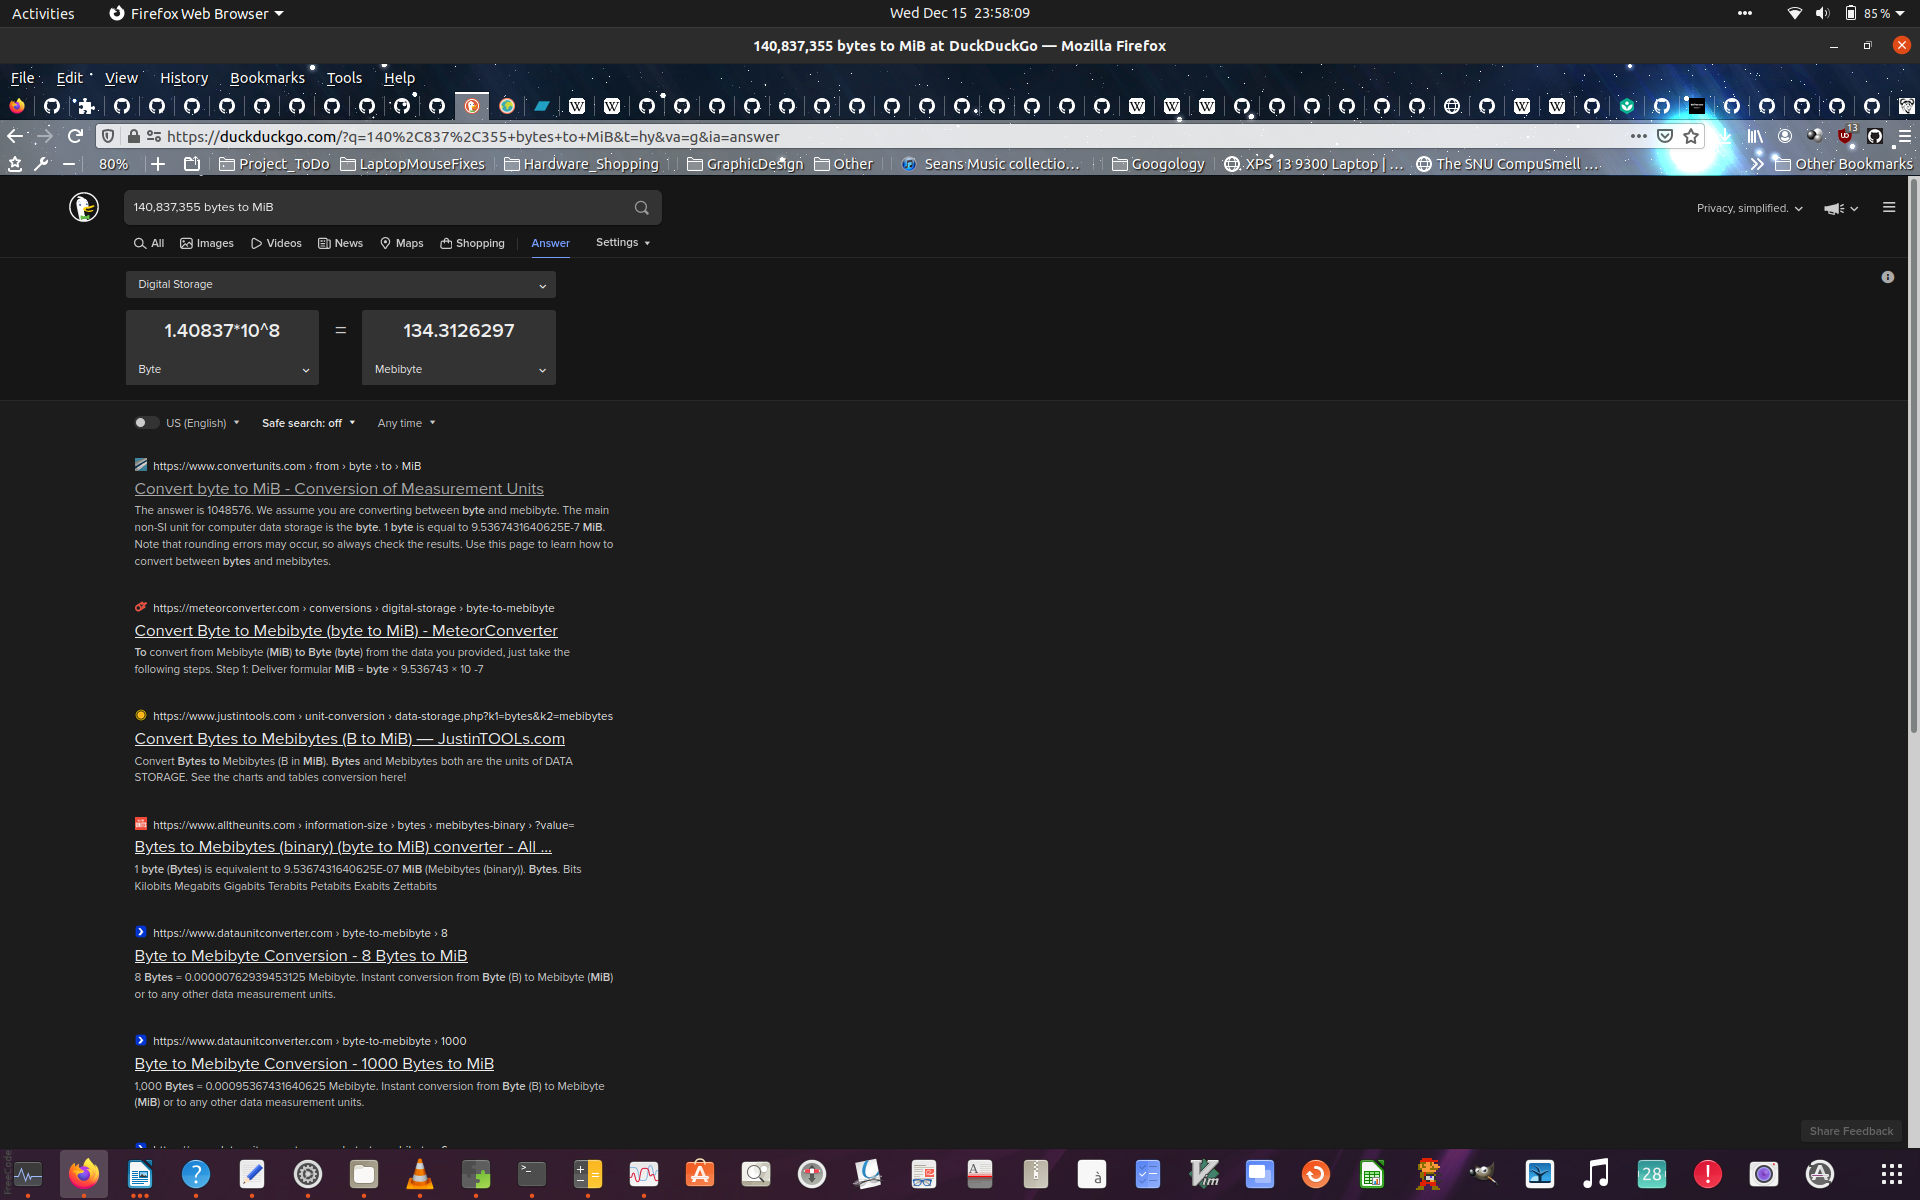 Activities
Firefox Web Browser
Wed Dec 15 23:58:09
85 %
140,837,355 bytes to MiB at DuckDuckGo — Mozilla Firefox
File Edit View History Bookmarks Tools Help
https://duckduckgo.com/?q=140%2C837%2C355+bytes+to+MiB&t=hy&va=g&ia=answer
13
80%
Project_ToDo
LaptopMouseFixes
Hardware_Shopping
GraphicDesign
Other
Seans Music collectio…
Googology
XPS 13 9300 Laptop | …
The SNU CompuSmell …
Other Bookmarks
140,837,355 bytes to MiB
Privacy, simplified.
All Images Videos News Maps Shopping Answer Settings
Digital Storage
1.40837*10^8 = 134.3126297
Byte Mebibyte
US (English) Safe search: off Any time
https://www.convertunits.com › from › byte › to › MiB
Convert byte to MiB - Conversion of Measurement Units
The answer is 1048576. We assume you are converting between byte and mebibyte. The main
non-SI unit for computer data storage is the byte. 1 byte is equal to 9.5367431640625E-7 MiB.
Note that rounding errors may occur, so always check the results. Use this page to learn how to
convert between bytes and mebibytes.
https://meteorconverter.com › conversions › digital-storage › byte-to-mebibyte
Convert Byte to Mebibyte (byte to MiB) - MeteorConverter
To convert from Mebibyte (MiB) to Byte (byte) from the data you provided, just take the
following steps. Step 1: Deliver formular MiB = byte × 9.536743 × 10 -7
https://www.justintools.com › unit-conversion › data-storage.php?k1=bytes&k2=mebibytes
Convert Bytes to Mebibytes (B to MiB) — JustinTOOLs.com
Convert Bytes to Mebibytes (B in MiB). Bytes and Mebibytes both are the units of DATA
STORAGE. See the charts and tables conversion here!
https://www.alltheunits.com › information-size › bytes › mebibytes-binary › ?value=
Bytes to Mebibytes (binary) (byte to MiB) converter - All ...
1 byte (Bytes) is equivalent to 9.5367431640625E-07 MiB (Mebibytes (binary)). Bytes. Bits
Kilobits Megabits Gigabits Terabits Petabits Exabits Zettabits
https://www.dataunitconverter.com › byte-to-mebibyte › 8
Byte to Mebibyte Conversion - 8 Bytes to MiB
8 Bytes = 0.00000762939453125 Mebibyte. Instant conversion from Byte (B) to Mebibyte (MiB)
or to any other data measurement units.
https://www.dataunitconverter.com › byte-to-mebibyte › 1000
Byte to Mebibyte Conversion - 1000 Bytes to MiB
1,000 Bytes = 0.00095367431640625 Mebibyte. Instant conversion from Byte (B) to Mebibyte
(MiB) or to any other data measurement units.
Share Feedback
28